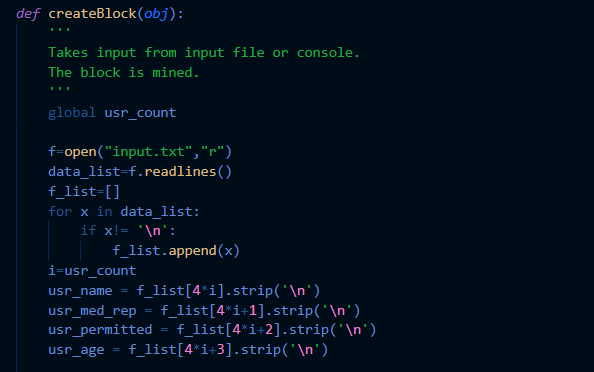 def createBlock(obj):
    '''
    Takes input from input file or console.
    The block is mined.
    '''
    global usr_count

    f=open("input.txt","r")
    data_list=f.readlines()
    f_list=[]
    for x in data_list:
        if x!= '\n':
            f_list.append(x)
    i=usr_count
    usr_name = f_list[4*i].strip('\n')
    usr_med_rep = f_list[4*i+1].strip('\n')
    usr_permitted = f_list[4*i+2].strip('\n')
    usr_age = f_list[4*i+3].strip('\n')